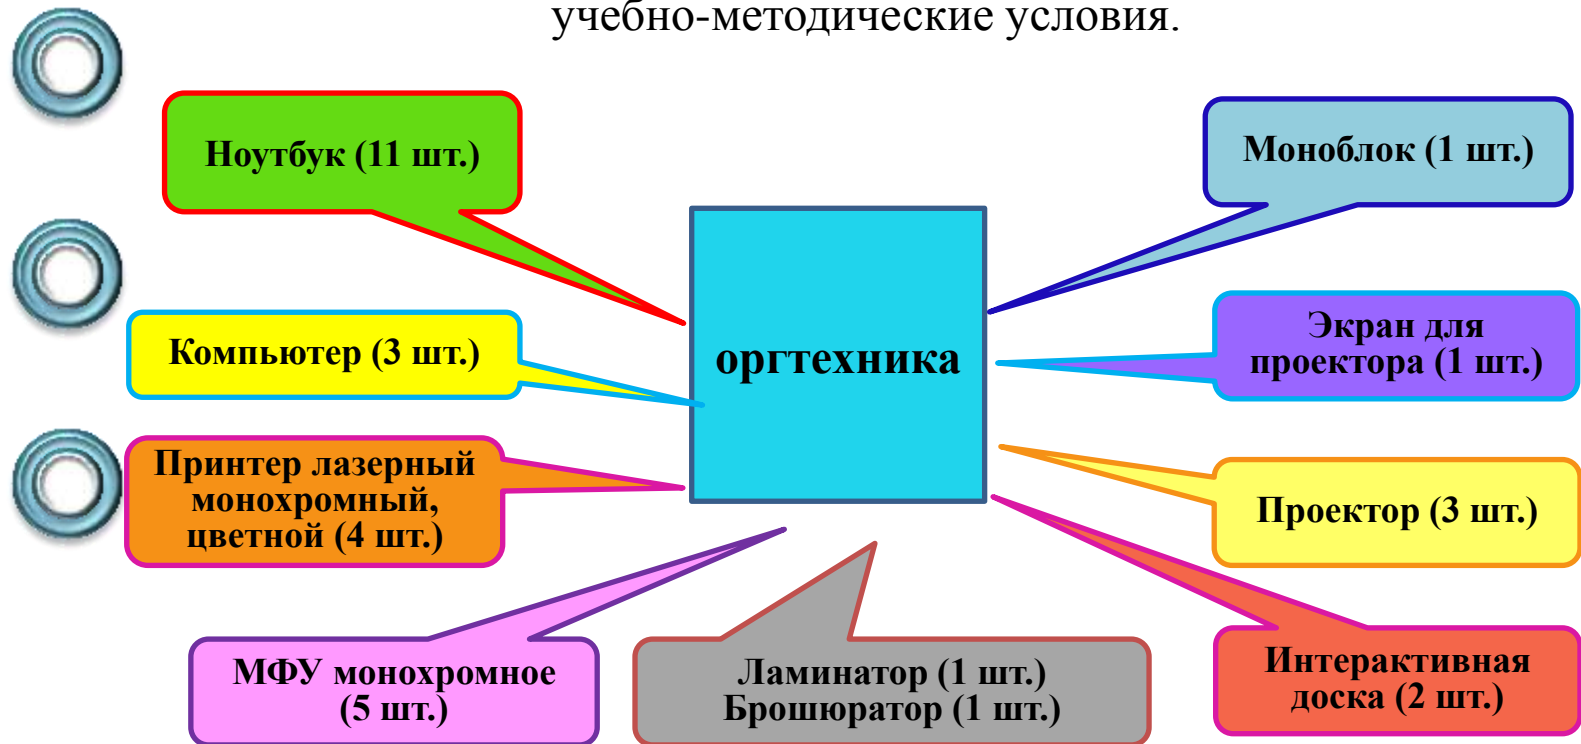 учебно-методические условия.
Ноутбук (11 шт.)
Моноблок (1 шт.)
Компьютер (3 шт.)
оргтехника
Экран для
проектора (1 шт.)
Принтер лазерный
монохромный,
цветной (4 шт.)
Проектор (3 шт.)
МФУ монохромное
(5 шт.)
Ламинатор (1 шт.)
Брошюратор (1 шт.)
Интерактивная
доска (2 шт.)